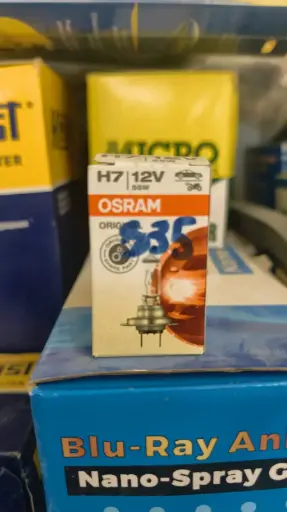 MICRO
H7 12V
55W
OSRAM
ORIG
535
Blu-Ray An
Nano-Spray G